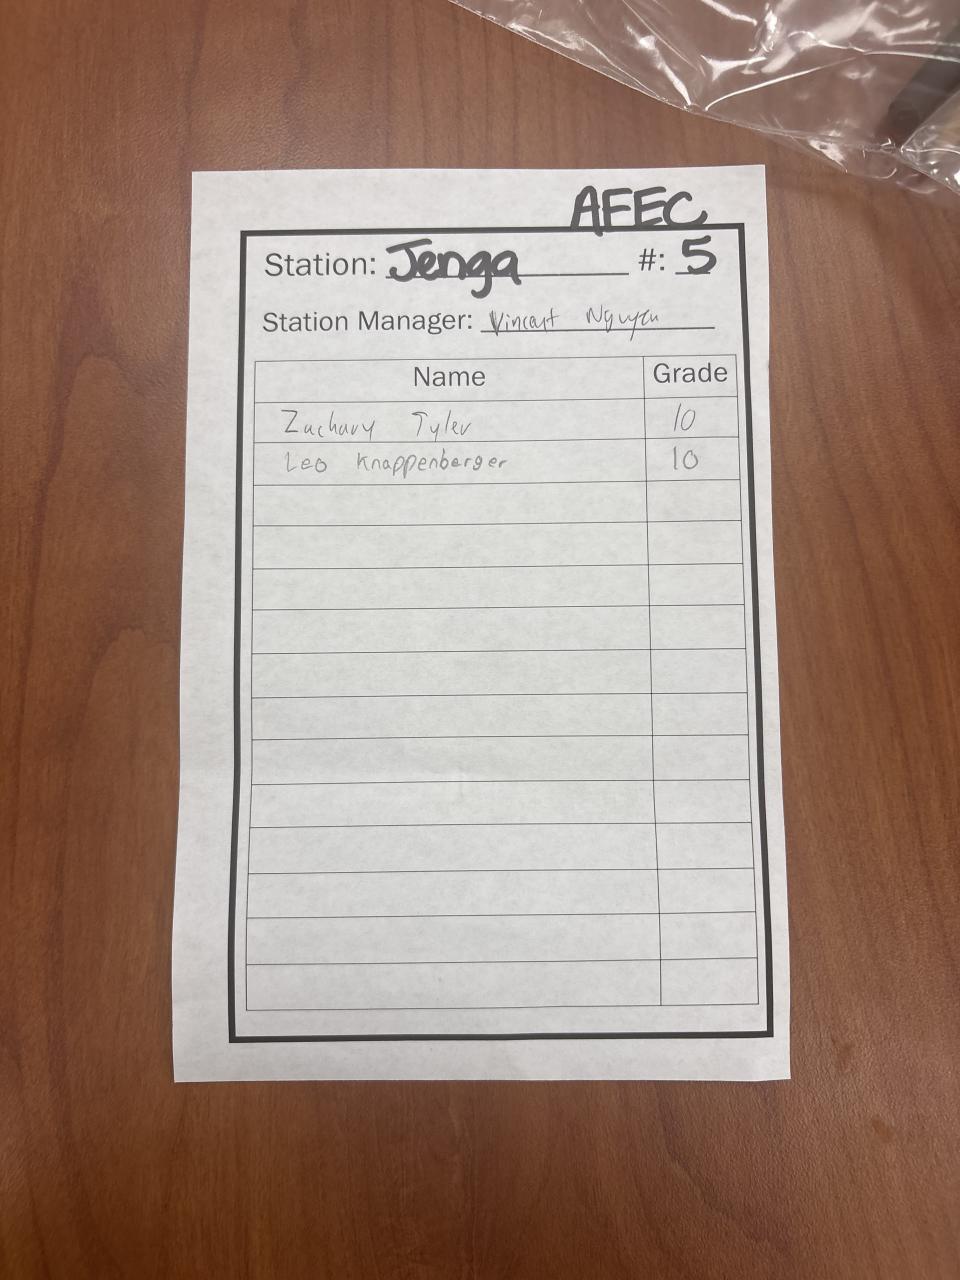 AFEC
Station: Jenga #: 5
Station Manager: Vincent Nguyen
Name Grade
Zachary Tyler 10
Leo Knappenberger 10